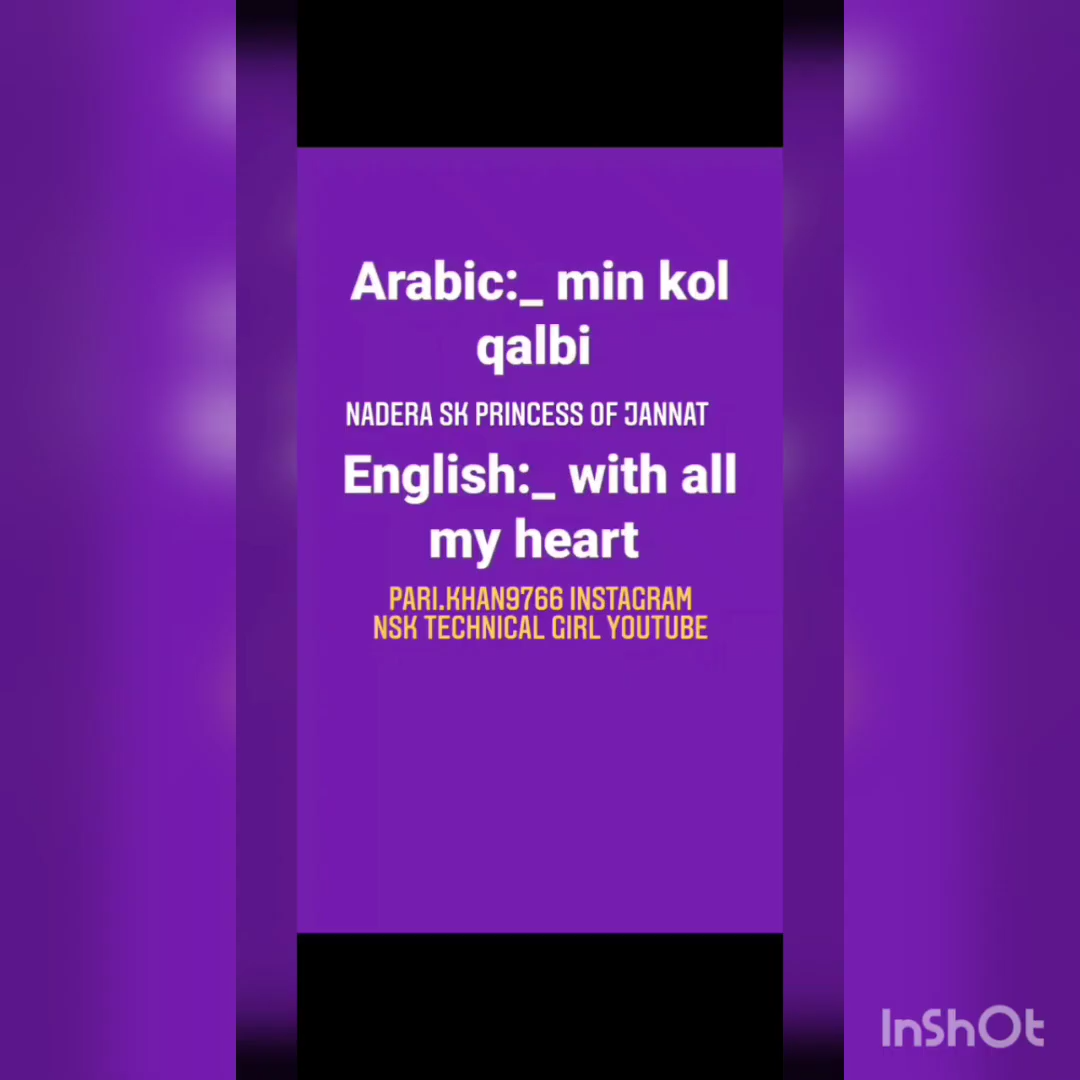 Arabic:_ min kol
qalbi
NADERA SK PRINCESS OF JANNAT
English:_ with all
my heart
PARI.KHAN9766 INSTAGRAM
NSK TECHNICAL GIRL YOUTUBE
InShOt